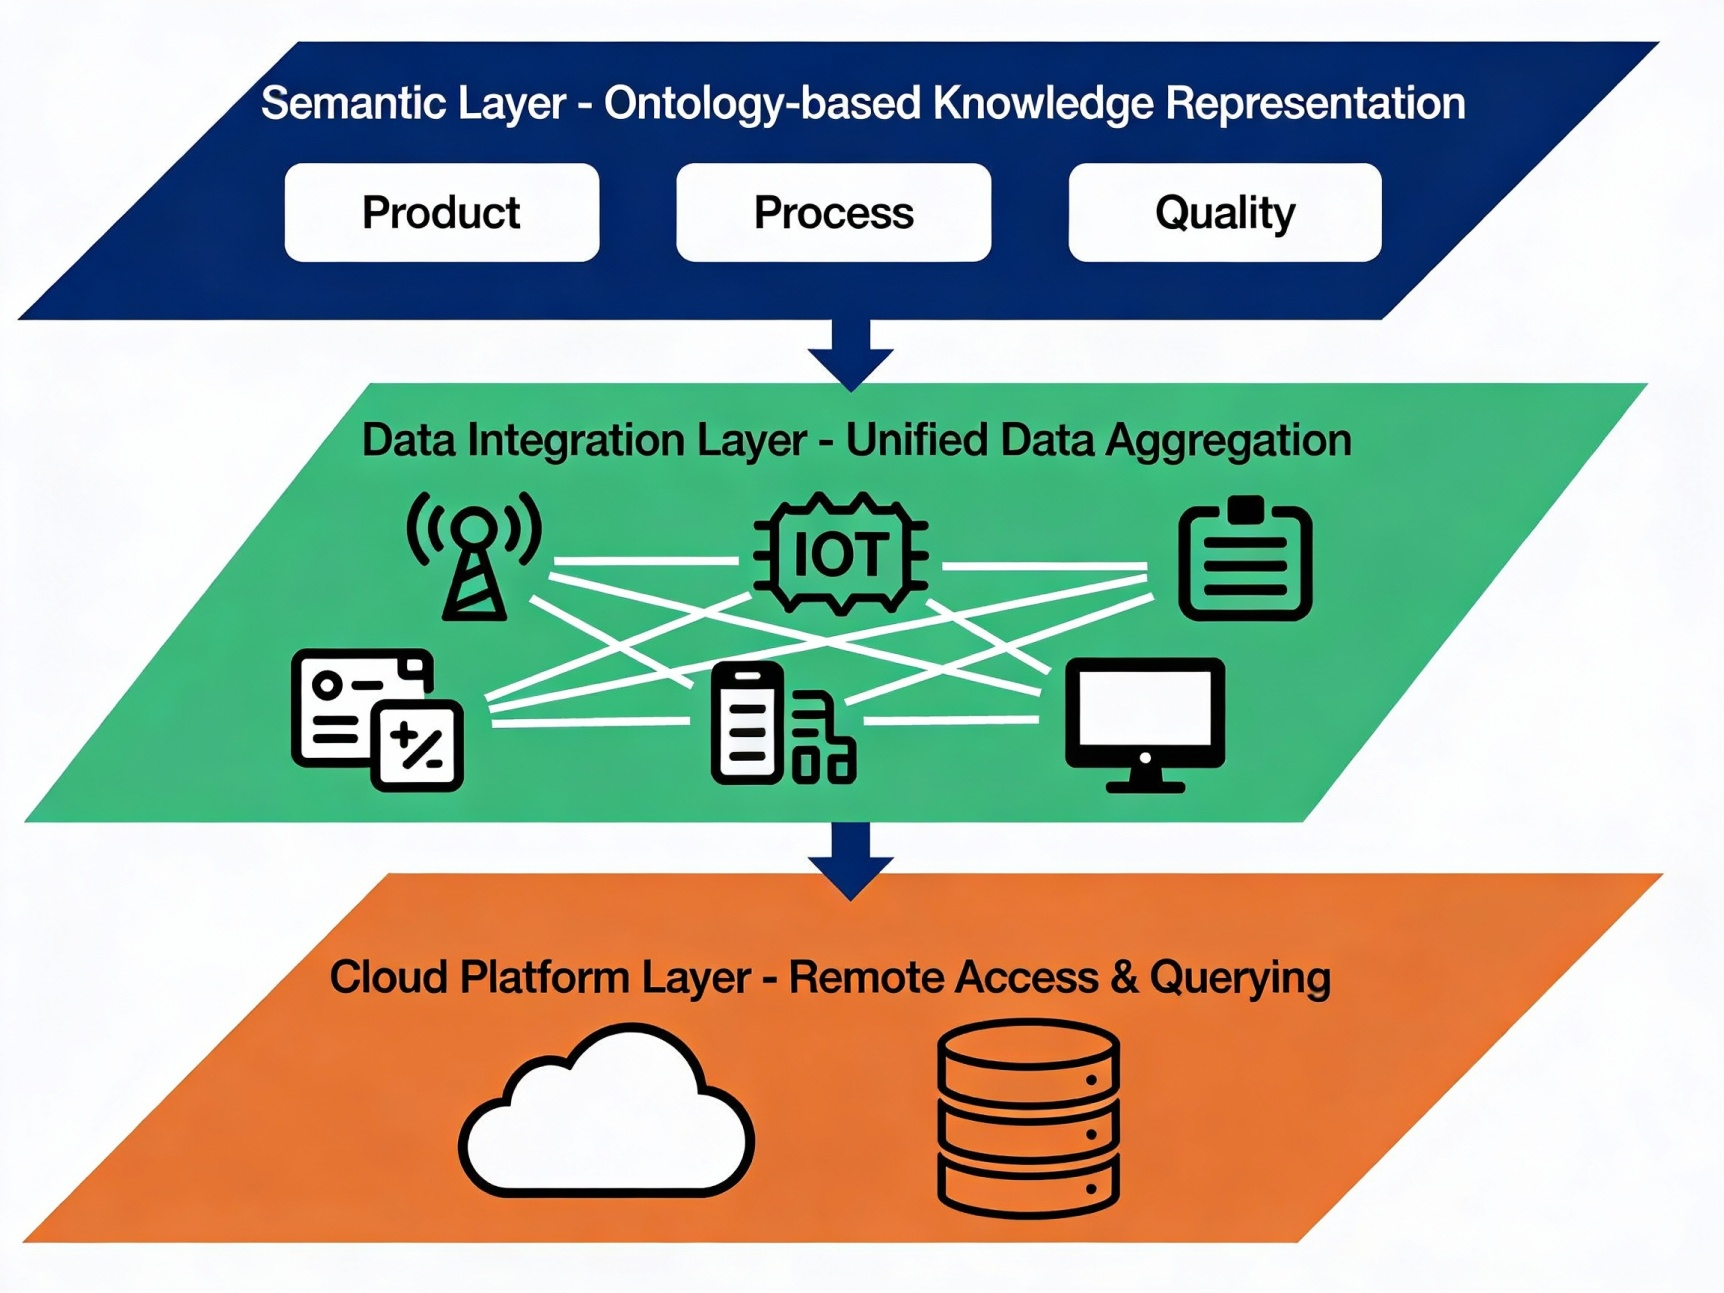 Semantic Layer - Ontology-based Knowledge Representation
Product
Process
Quality
Data Integration Layer - Unified Data Aggregation
IOT
Cloud Platform Layer - Remote Access & Querying